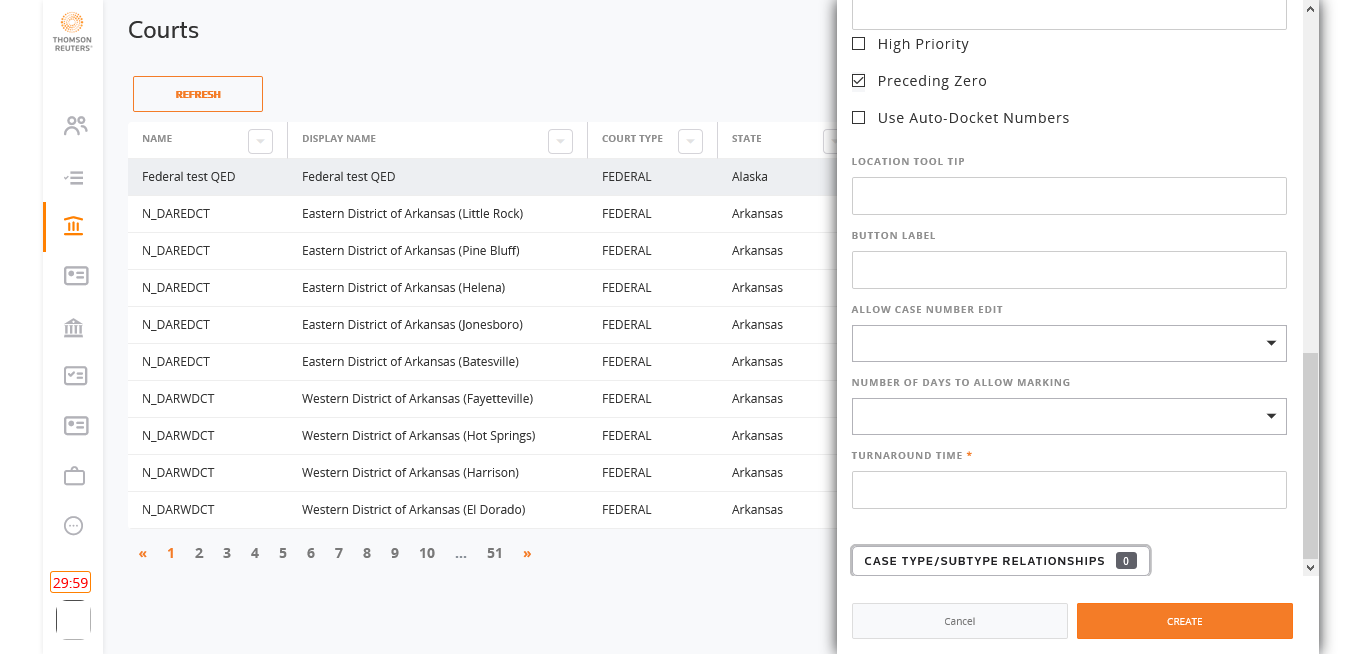 THOMSON
REUTERS®
29:59
Courts
REFRESH
NAME DISPLAY NAME COURT TYPE STATE
Federal test QED Federal test QED FEDERAL Alaska
N_DAREDCT Eastern District of Arkansas (Little Rock) FEDERAL Arkansas
N_DAREDCT Eastern District of Arkansas (Pine Bluff) FEDERAL Arkansas
N_DAREDCT Eastern District of Arkansas (Helena) FEDERAL Arkansas
N_DAREDCT Eastern District of Arkansas (Jonesboro) FEDERAL Arkansas
N_DAREDCT Eastern District of Arkansas (Batesville) FEDERAL Arkansas
N_DARWDCT Western District of Arkansas (Fayetteville) FEDERAL Arkansas
N_DARWDCT Western District of Arkansas (Hot Springs) FEDERAL Arkansas
N_DARWDCT Western District of Arkansas (Harrison) FEDERAL Arkansas
N_DARWDCT Western District of Arkansas (El Dorado) FEDERAL Arkansas
« 1 2 3 4 5 6 7 8 9 10 ... 51 »
High Priority
Preceding Zero
Use Auto-Docket Numbers
LOCATION TOOL TIP
BUTTON LABEL
ALLOW CASE NUMBER EDIT
NUMBER OF DAYS TO ALLOW MARKING
TURNAROUND TIME *
CASE TYPE/SUBTYPE RELATIONSHIPS 0
Cancel CREATE